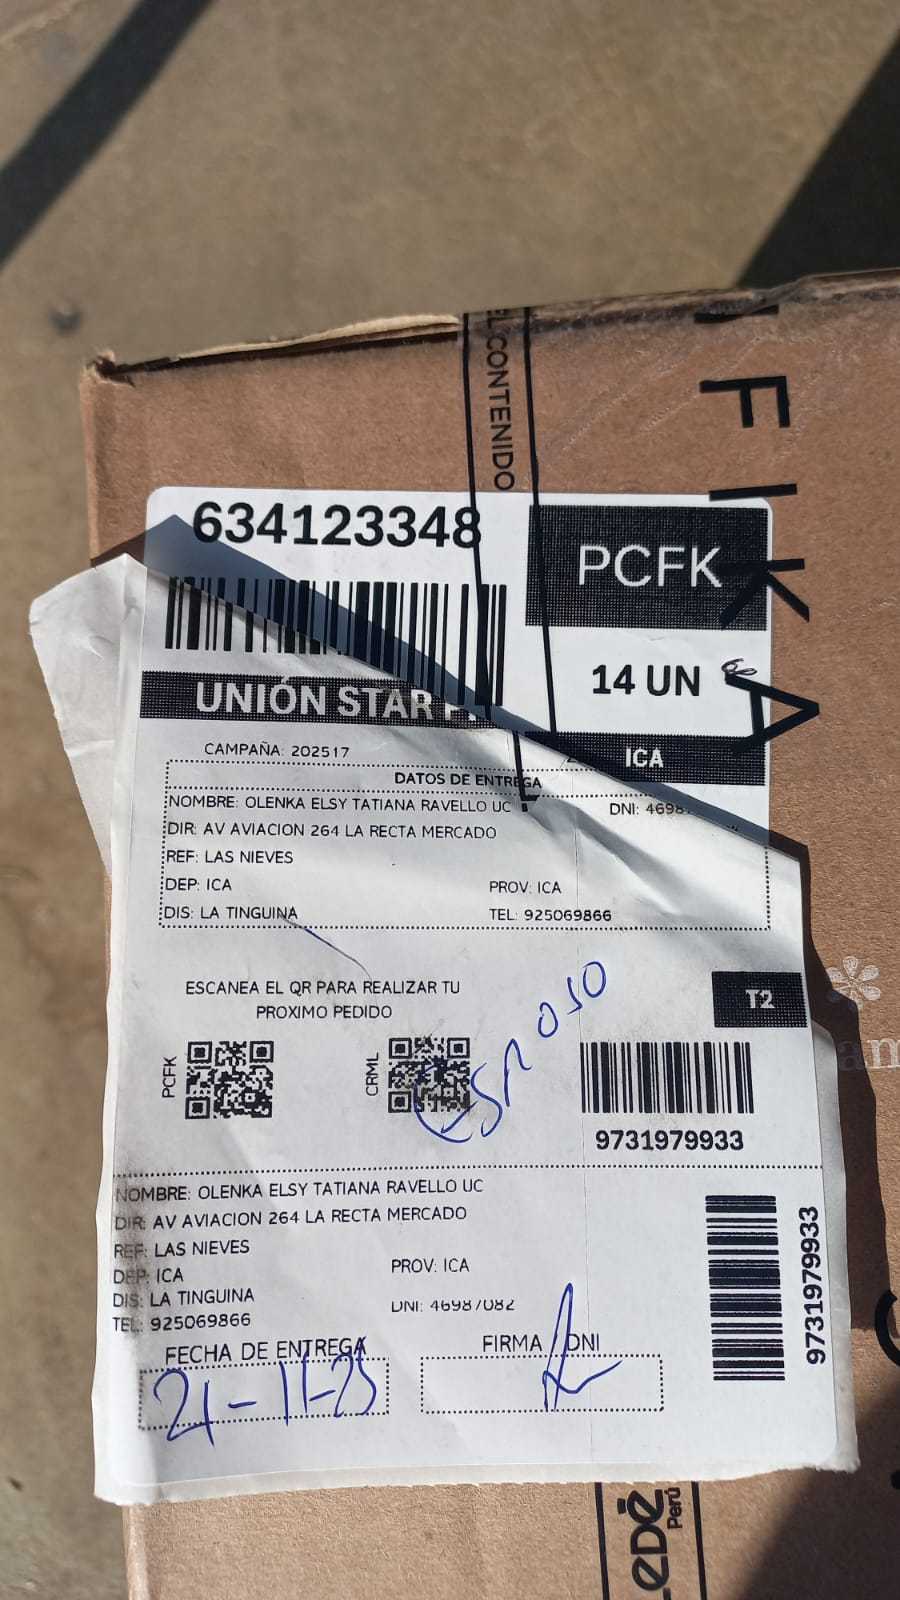 EL CONTENIDO
FIKA
634123348
PCFK
14 UN
UNIÓN STAR
ICA
CAMPAÑA: 202517
DATOS DE ENTREGA
NOMBRE: OLENKA ELSY TATIANA RAVELLO UC
DNI: 4698
DIR: AV AVIACION 264 LA RECTA MERCADO
REF: LAS NIEVES
DEP: ICA
PROV: ICA
DIS: LA TINGUINA
TEL: 925069866
ESCANEA EL QR PARA REALIZAR TU
PROXIMO PEDIDO
T2
PCFK
CRML
Esposo
9731979933
NOMBRE: OLENKA ELSY TATIANA RAVELLO UC
DIR: AV AVIACION 264 LA RECTA MERCADO
REF: LAS NIEVES
DEP: ICA
PROV: ICA
DIS: LA TINGUINA
DNI: 46987082
TEL: 925069866
9731979933
FECHA DE ENTREGA
FIRMA DNI
21-11-25
Perú